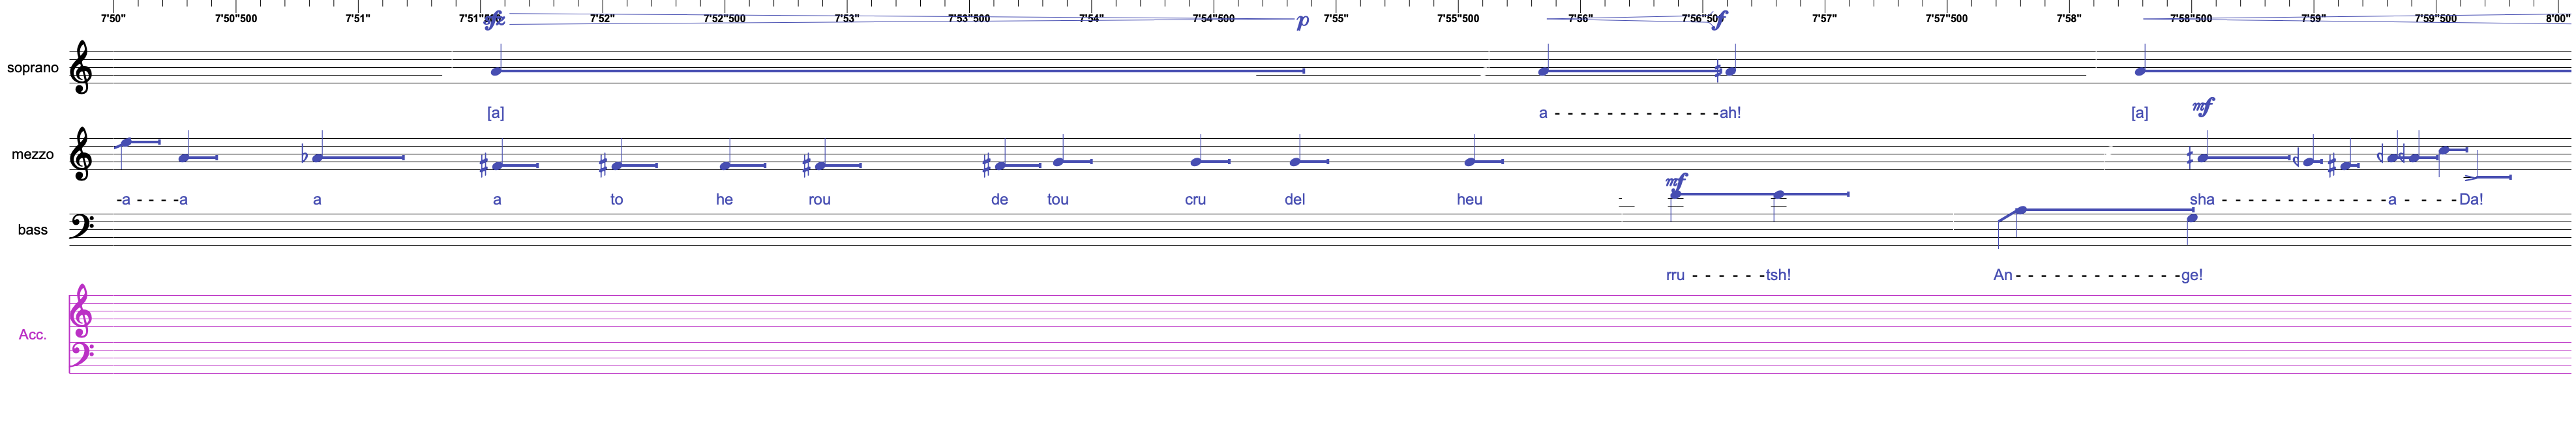 7'50" 7'50"500 7'51" 7'51"500 7'52" 7'52"500 7'53" 7'53"500 7'54" 7'54"500 7'55" 7'55"500 7'56" 7'56"500 7'57" 7'57"500 7'58" 7'58"500 7'59" 7'59"500 8'00"
p f
soprano
[a] a - - - - - - - - - - - - -ah! [a] mf
mezzo
-a - - - -a a a to he rou de tou cru del heu mf sha - - - - - - - - - - - - - -a - - - - -Da!
bass
rru - - - - - -tsh! An- - - - - - - - - - - - -ge!
Acc.